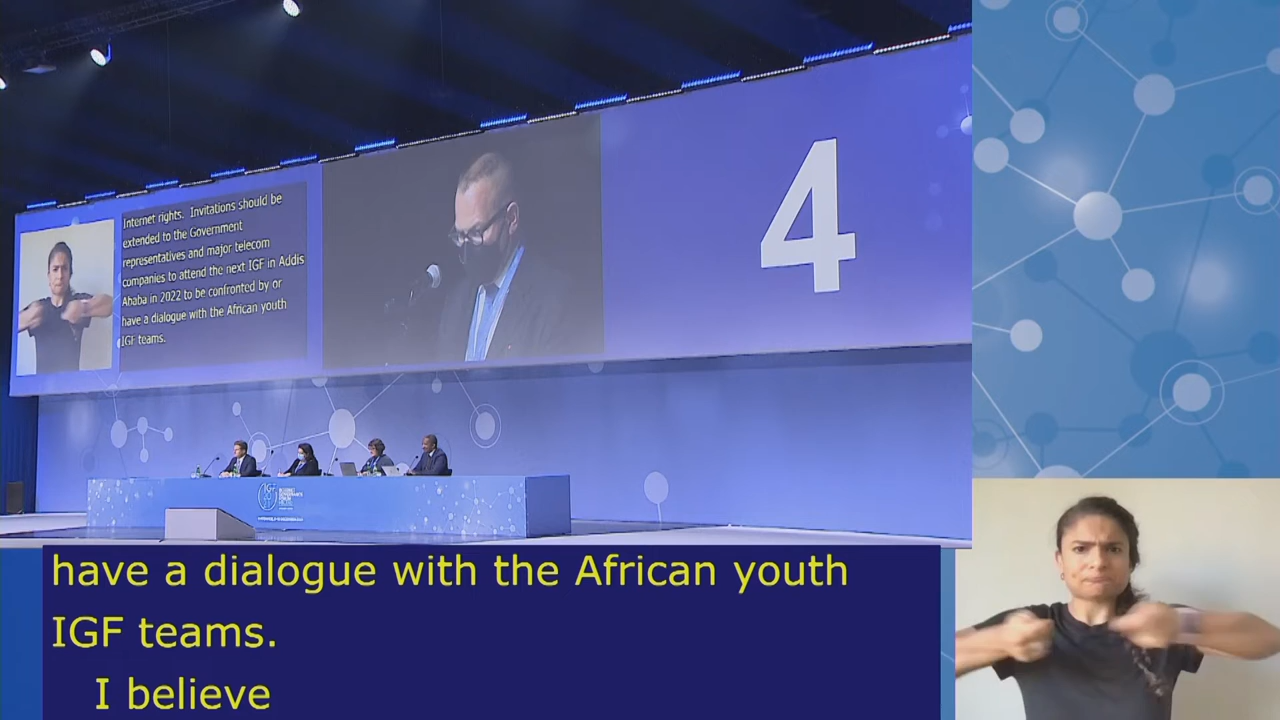 Internet rights. Invitations should be
extended to the Government
representatives and major telecom
companies to attend the next IGF in Addis
Ababa in 2022 to be confronted by or
have a dialogue with the African youth
IGF teams.
4
IGF
have a dialogue with the African youth
IGF teams.
I believe